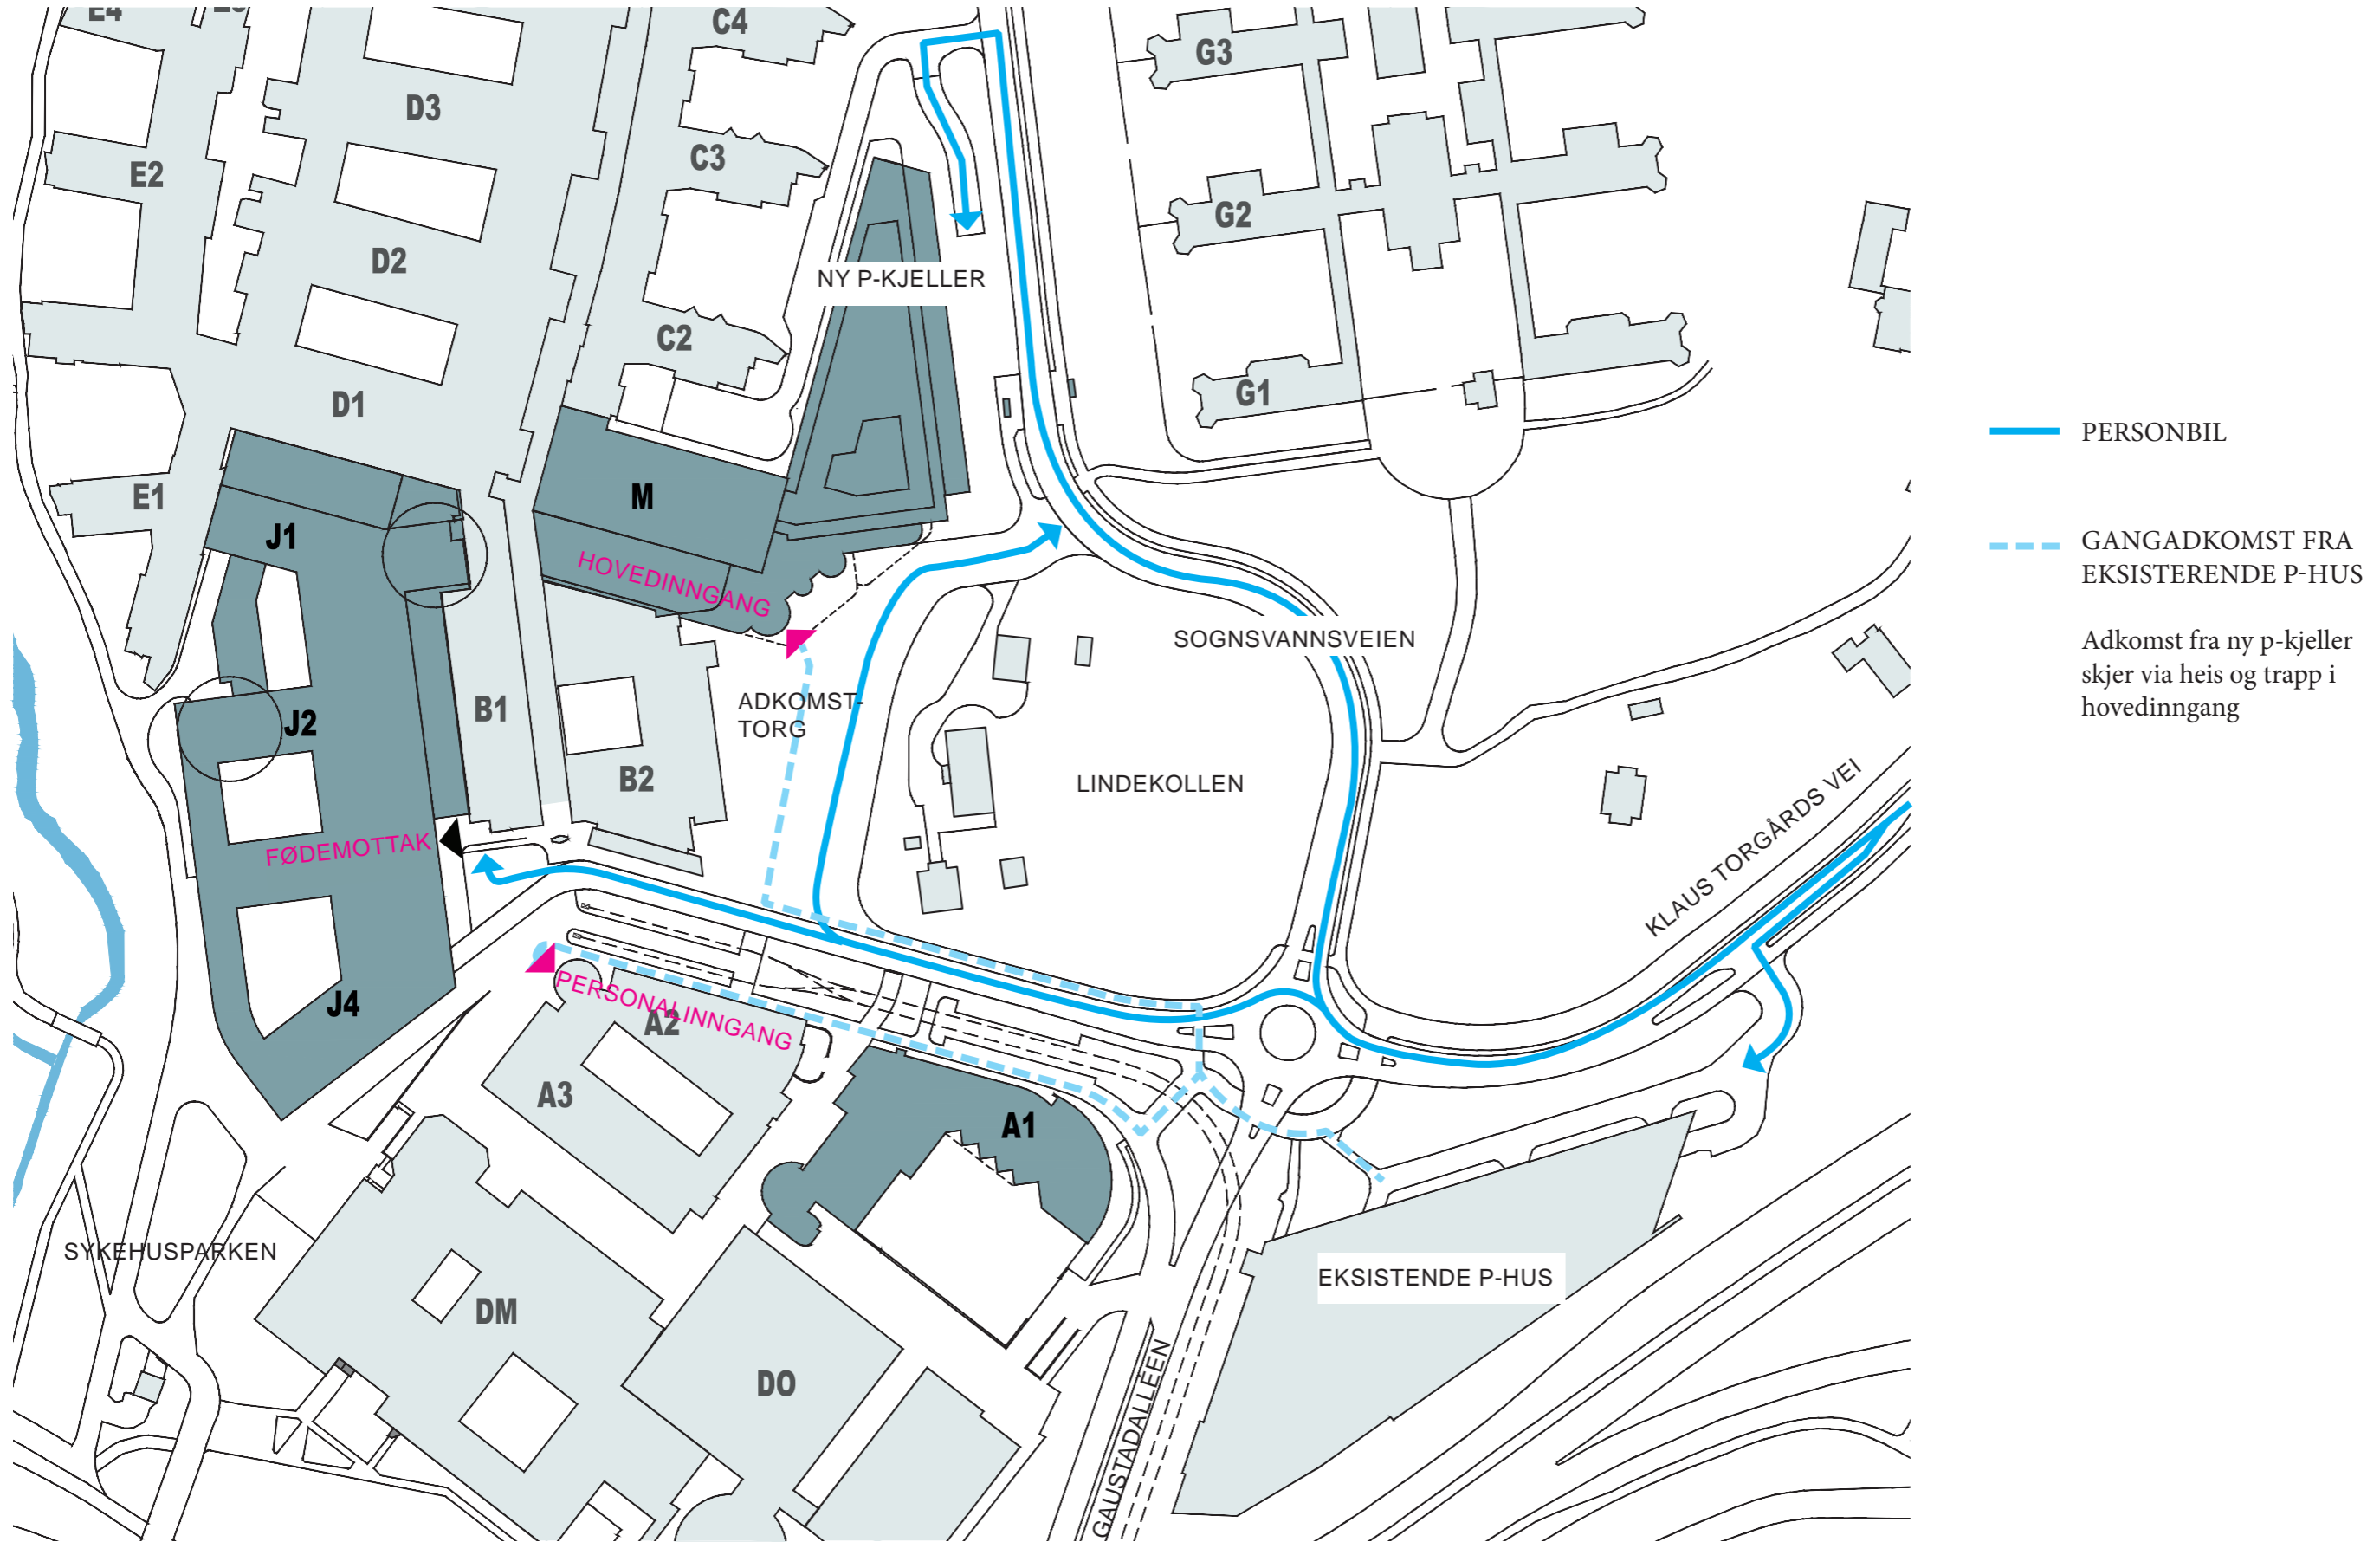 E4
C4
G3
D3
C3
E2
G2
D2
NY P-KJELLER
C2
G1
D1
PERSONBIL
E1
M
J1
GANGADKOMST FRA
EKSISTERENDE P-HUS
HOVEDINNGANG
SOGNSVANNSVEIEN
Adkomst fra ny p-kjeller
skjer via heis og trapp i
hovedinngang
ADKOMST-
TORG
B1
J2
B2
LINDEKOLLEN
KLAUS TORGÅRDS VEI
FØDEMOTTAK
PERSONALINNGANG
J4
A2
A3
A1
SYKEHUSPARKEN
EKSISTENDE P-HUS
DM
DO
GAUSTADALLÉEN